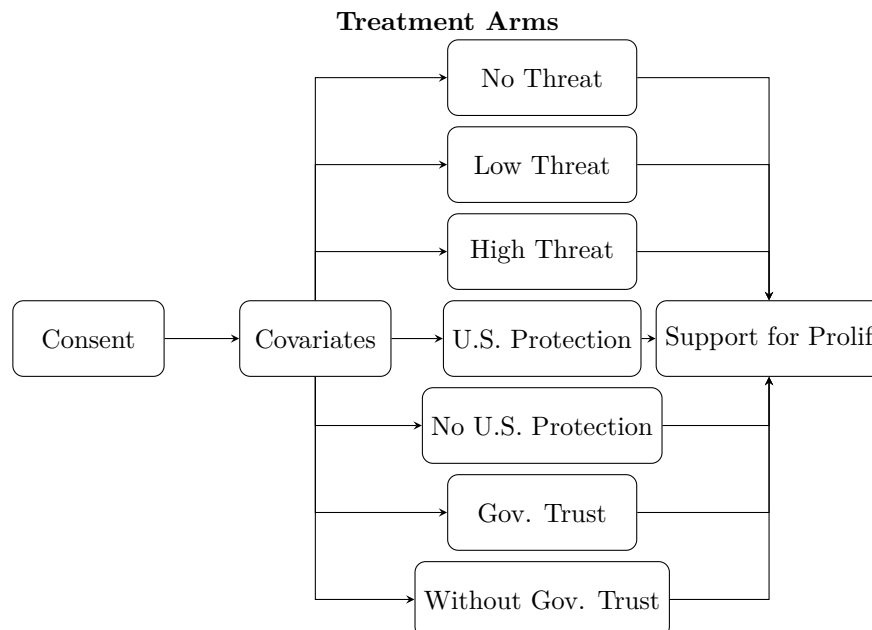 Treatment Arms
No Threat
Low Threat
High Threat
Consent
Covariates
U.S. Protection
Support for Prolif
No U.S. Protection
Gov. Trust
Without Gov. Trust